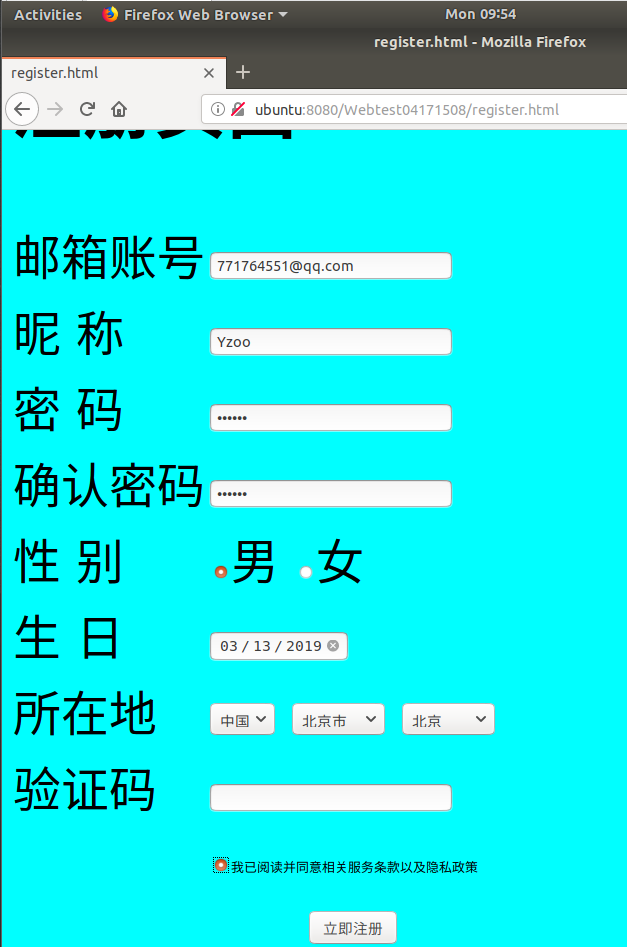 Activities Firefox Web Browser Mon 09:54
register.html - Mozilla Firefox
register.html
ubuntu:8080/Webtest04171508/register.html
邮箱账号 771764551@qq.com
昵 称 Yzoo
密 码 ••••••
确认密码 ••••••
性 别 男 女
生 日 03 / 13 / 2019
所在地 中国 北京市 北京
验证码
我已阅读并同意相关服务条款以及隐私政策
立即注册